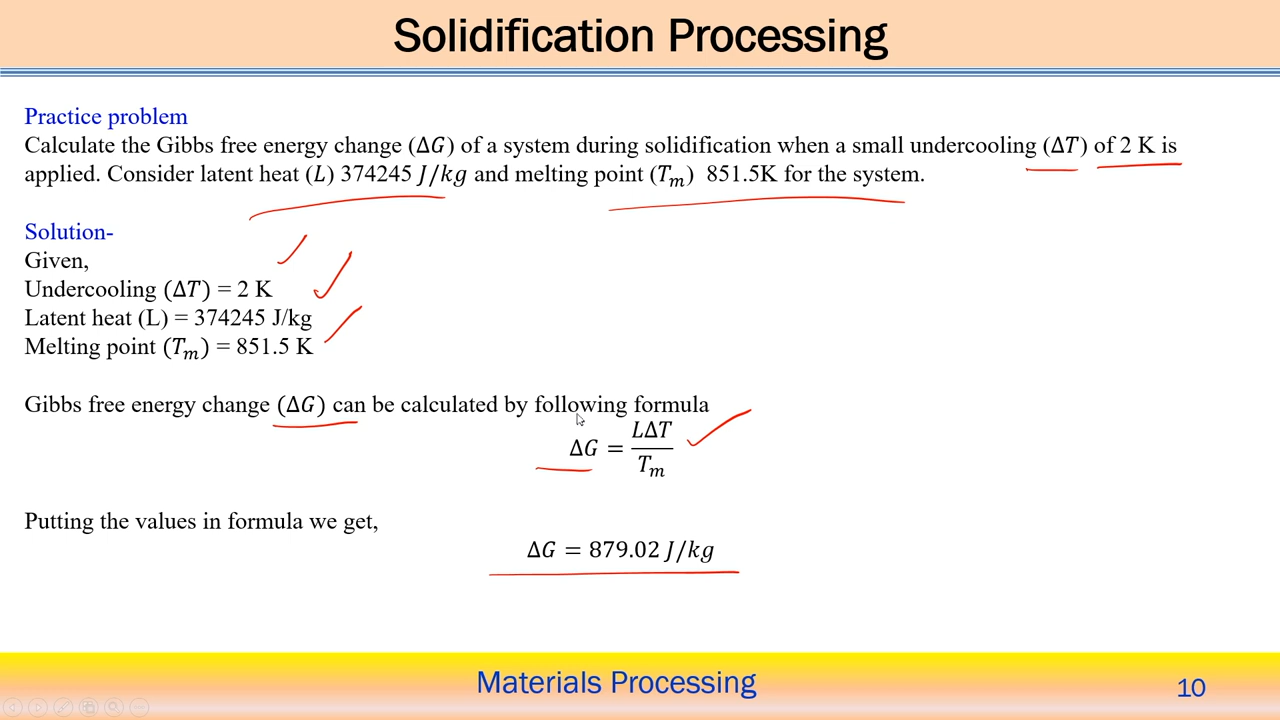 Solidification Processing
Practice problem
Calculate the Gibbs free energy change (ΔG) of a system during solidification when a small undercooling (ΔT) of 2 K is
applied. Consider latent heat (L) 374245 J/kg and melting point (Tₘ) 851.5K for the system.
Solution-
Given,
Undercooling (ΔT) = 2 K
Latent heat (L) = 374245 J/kg
Melting point (Tₘ) = 851.5 K
Gibbs free energy change (ΔG) can be calculated by following formula
ΔG = LΔT/Tₘ
Putting the values in formula we get,
ΔG = 879.02 J/kg
Materials Processing
10